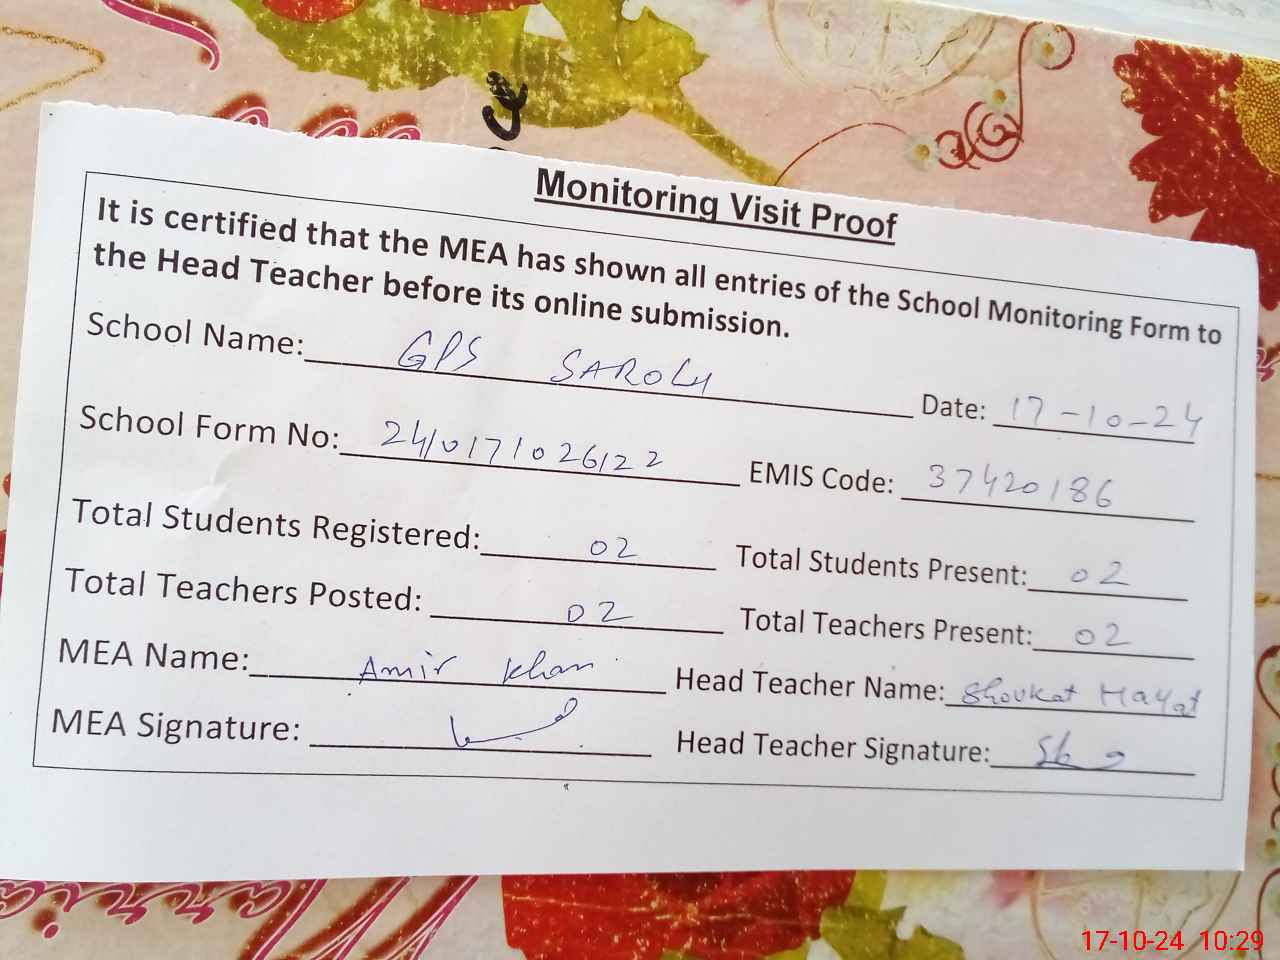 Monitoring Visit Proof
It is certified that the MEA has shown all entries of the School Monitoring Form to
the Head Teacher before its online submission.
School Name: GPS SAROLY Date: 17-10-24
School Form No: 2410171026122 EMIS Code: 37420186
Total Students Registered: 02 Total Students Present: 02
Total Teachers Posted: 02 Total Teachers Present: 02
MEA Name: Amir Khan Head Teacher Name: Shoukat Hayat
MEA Signature: Head Teacher Signature:
17-10-24 10:29